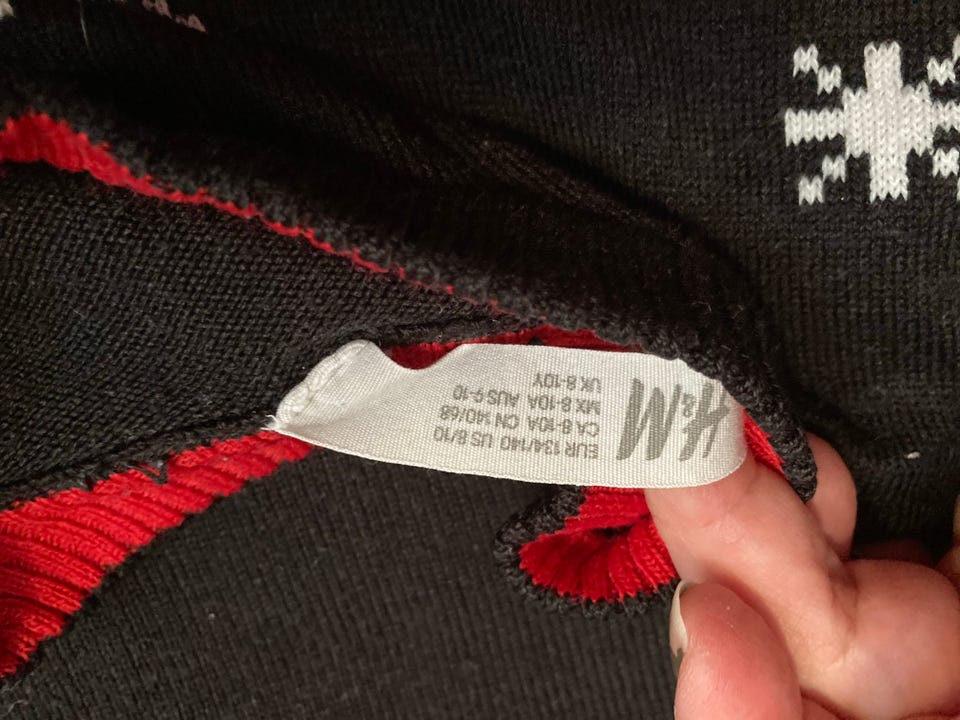 H&M
EUR 134/140 US 8/10
CA 8-10A CN 140/68
MX 8-10A AUS 9-10
UK 8-10Y